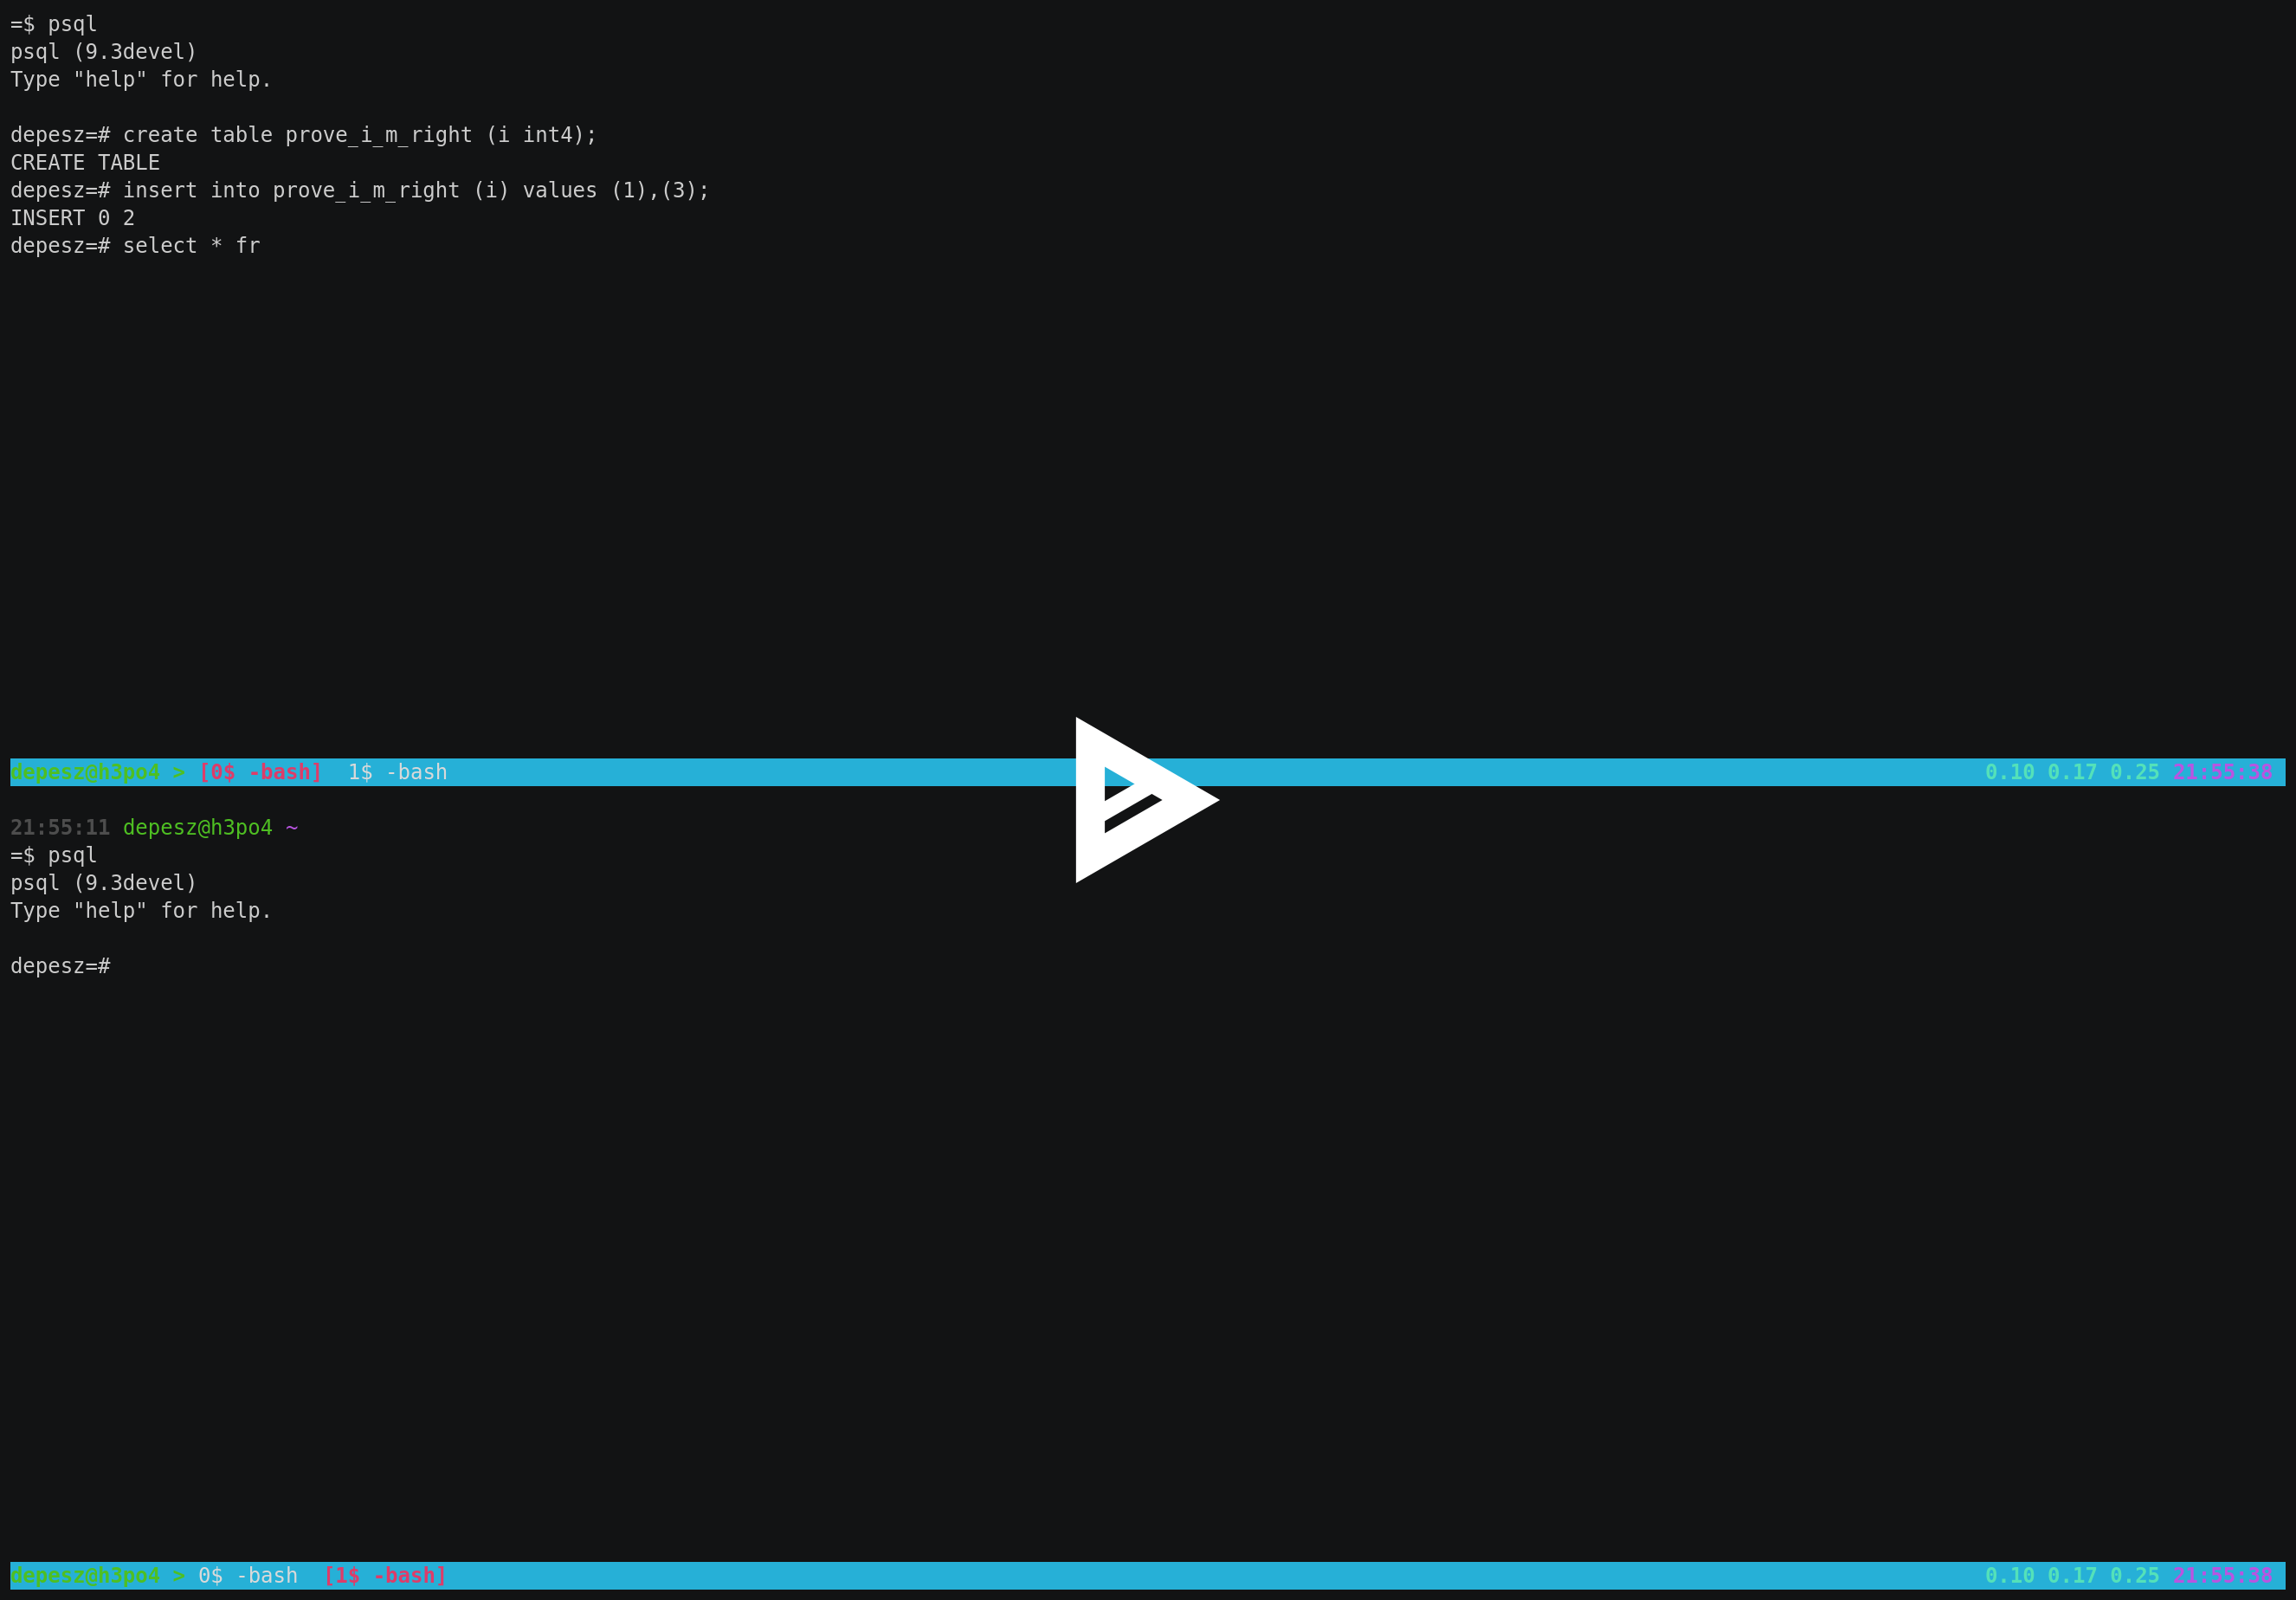 =$ psql
psql (9.3devel)
Type "help" for help.
depesz=# create table prove_i_m_right (i int4);
CREATE TABLE
depesz=# insert into prove_i_m_right (i) values (1),(3);
INSERT 0 2
depesz=# select * fr
depesz@h3po4 > [0$ -bash]  1$ -bash 0.10 0.17 0.25 21:55:38
21:55:11 depesz@h3po4 ~
=$ psql
psql (9.3devel)
Type "help" for help.
depesz=#
depesz@h3po4 > 0$ -bash  [1$ -bash] 0.10 0.17 0.25 21:55:38